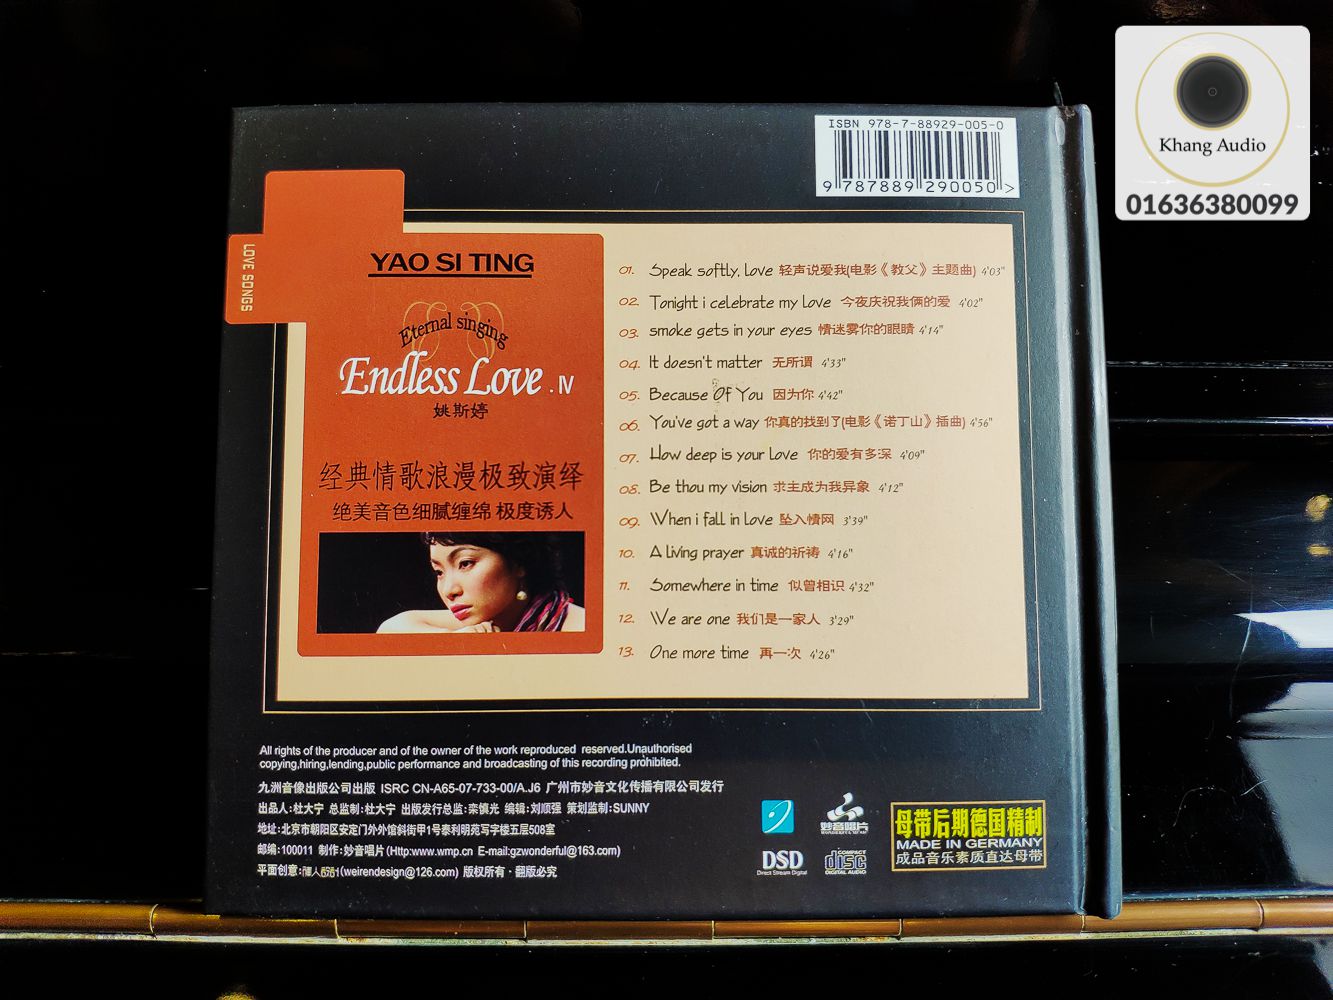 ISBN 978-7-88929-005-0
9 787889 290050 >
Khang Audio
01636380099
LOVE SONGS
YAO SI TING
Eternal singing
Endless Love . IV
姚斯婷
经典情歌浪漫极致演绎
绝美音色细腻缠绵 极度诱人
01. Speak softly, love 轻声说爱我(电影《教父》主题曲) 4'03"
02. Tonight i celebrate my love 今夜庆祝我俩的爱 4'02"
03. smoke gets in your eyes 情迷雾你的眼睛 4'14"
04. It doesn't matter 无所谓 4'33"
05. Because Of You 因为你 4'42"
06. You've got a way 你真的找到了(电影《诺丁山》插曲) 4'56"
07. How deep is your love 你的爱有多深 4'09"
08. Be thou my vision 求主成为我异象 4'12"
09. When i fall in love 坠入情网 3'39"
10. A living prayer 真诚的祈祷 4'16"
11. Somewhere in time 似曾相识 4'32"
12. We are one 我们是一家人 3'29"
13. One more time 再一次 4'26"
All rights of the producer and of the owner of the work reproduced reserved.Unauthorised
copying,hiring,lending,public performance and broadcasting of this recording prohibited.
九洲音像出版公司出版 ISRC CN-A65-07-733-00/A.J6 广州市妙音文化传播有限公司发行
出品人:杜大宁 总监制:杜大宁 出版发行总监:栾慎光 编辑:刘顺强 策划监制:SUNNY
地址:北京市朝阳区安定门外外馆斜街甲1号泰利明苑写字楼五层508室
邮编:100011 制作:妙音唱片(Http:www.wmp.cn E-mail:gzwonderful@163.com)
平面创意:(weirendesign@126.com) 版权所有·翻版必究
妙音唱片
DSD
Direct Stream Digital
COMPACT
disc
DIGITAL AUDIO
母带后期德国精制
MADE IN GERMANY
成品音乐素质直达母带